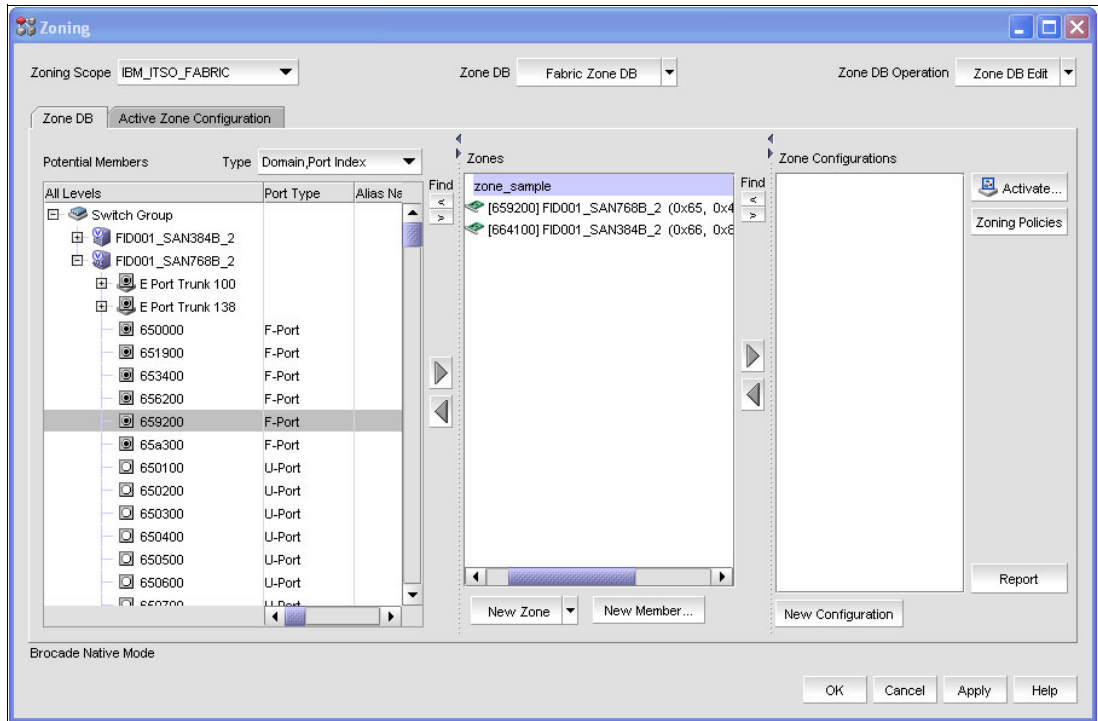 Zoning
Zoning Scope IBM_ITSO_FABRIC
Zone DB Fabric Zone DB
Zone DB Operation Zone DB Edit
Zone DB Active Zone Configuration
Potential Members Type Domain,Port Index
All Levels Port Type Alias Na
Switch Group
FID001_SAN384B_2
FID001_SAN768B_2
E Port Trunk 100
E Port Trunk 138
650000 F-Port
651900 F-Port
653400 F-Port
656200 F-Port
659200 F-Port
65a300 F-Port
650100 U-Port
650200 U-Port
650300 U-Port
650400 U-Port
650500 U-Port
650600 U-Port
650700 U-Port
Find
<
>
Zones
zone_sample
[659200] FID001_SAN768B_2 (0x65, 0x4
[664100] FID001_SAN384B_2 (0x66, 0x8
New Zone New Member...
Find
<
>
Zone Configurations
New Configuration
Activate...
Zoning Policies
Report
Brocade Native Mode
OK Cancel Apply Help